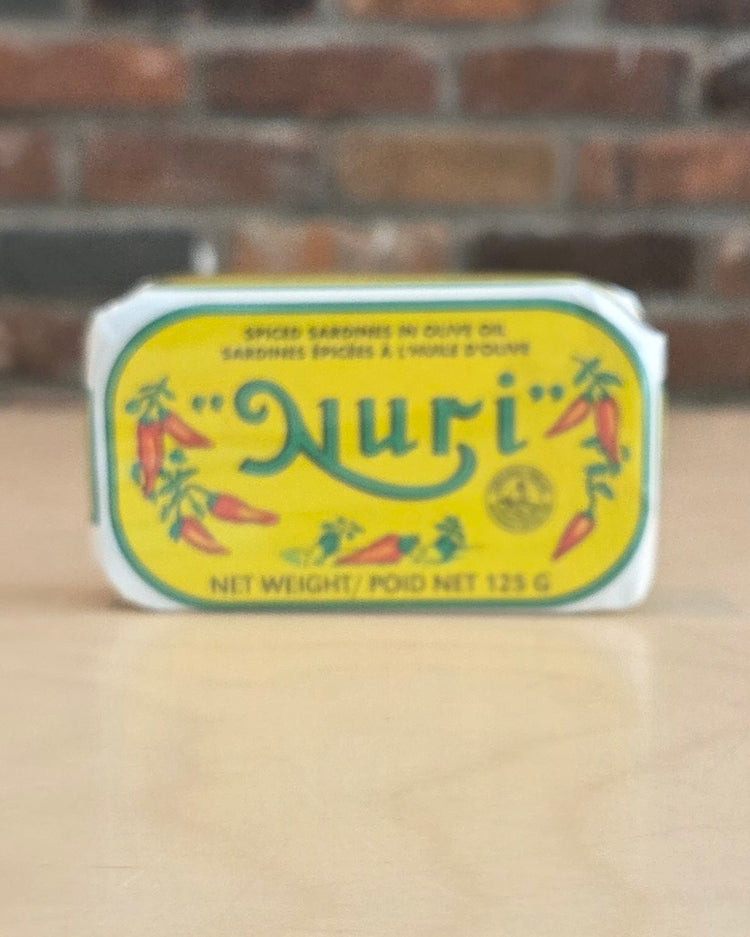 SPICED SARDINES IN OLIVE OIL
SARDINES ÉPICÉES À L'HUILE D'OLIVE
"Nuri"
NET WEIGHT/ POID NET 125 G